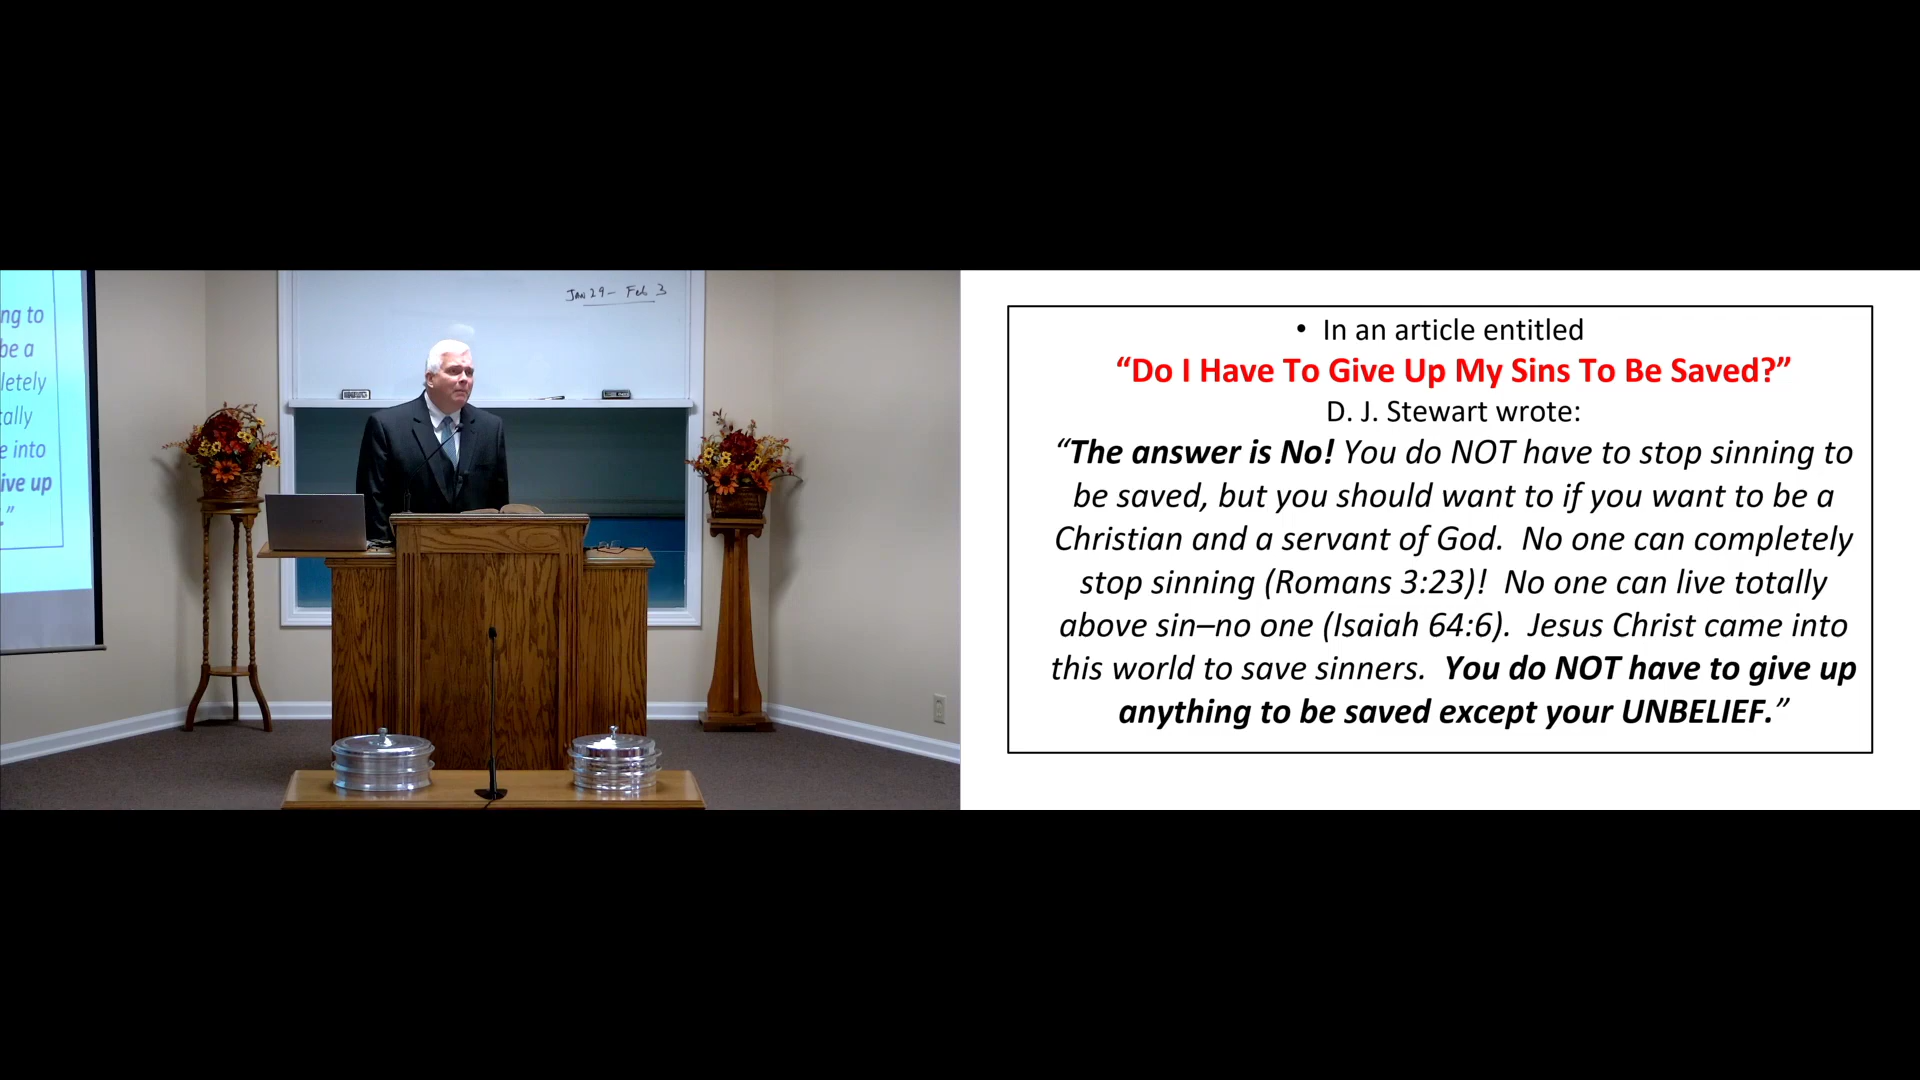 Jan 29 - Feb 3
ng to
be a
letely
tally
e into
ive up
."
• In an article entitled
“Do I Have To Give Up My Sins To Be Saved?”
D. J. Stewart wrote:
“The answer is No! You do NOT have to stop sinning to
be saved, but you should want to if you want to be a
Christian and a servant of God.  No one can completely
stop sinning (Romans 3:23)!  No one can live totally
above sin–no one (Isaiah 64:6).  Jesus Christ came into
this world to save sinners.  You do NOT have to give up
anything to be saved except your UNBELIEF.”